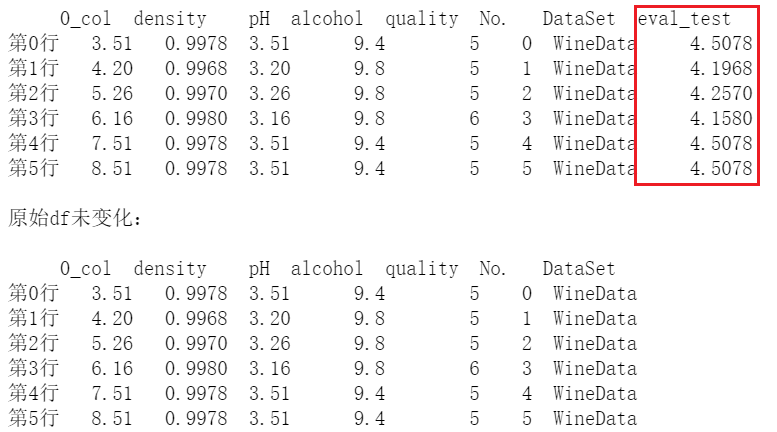 O_col density pH alcohol quality No. DataSet eval_test
第0行 3.51 0.9978 3.51 9.4 5 0 WineData 4.5078
第1行 4.20 0.9968 3.20 9.8 5 1 WineData 4.1968
第2行 5.26 0.9970 3.26 9.8 5 2 WineData 4.2570
第3行 6.16 0.9980 3.16 9.8 6 3 WineData 4.1580
第4行 7.51 0.9978 3.51 9.4 5 4 WineData 4.5078
第5行 8.51 0.9978 3.51 9.4 5 5 WineData 4.5078
原始df未变化:
O_col density pH alcohol quality No. DataSet
第0行 3.51 0.9978 3.51 9.4 5 0 WineData
第1行 4.20 0.9968 3.20 9.8 5 1 WineData
第2行 5.26 0.9970 3.26 9.8 5 2 WineData
第3行 6.16 0.9980 3.16 9.8 6 3 WineData
第4行 7.51 0.9978 3.51 9.4 5 4 WineData
第5行 8.51 0.9978 3.51 9.4 5 5 WineData